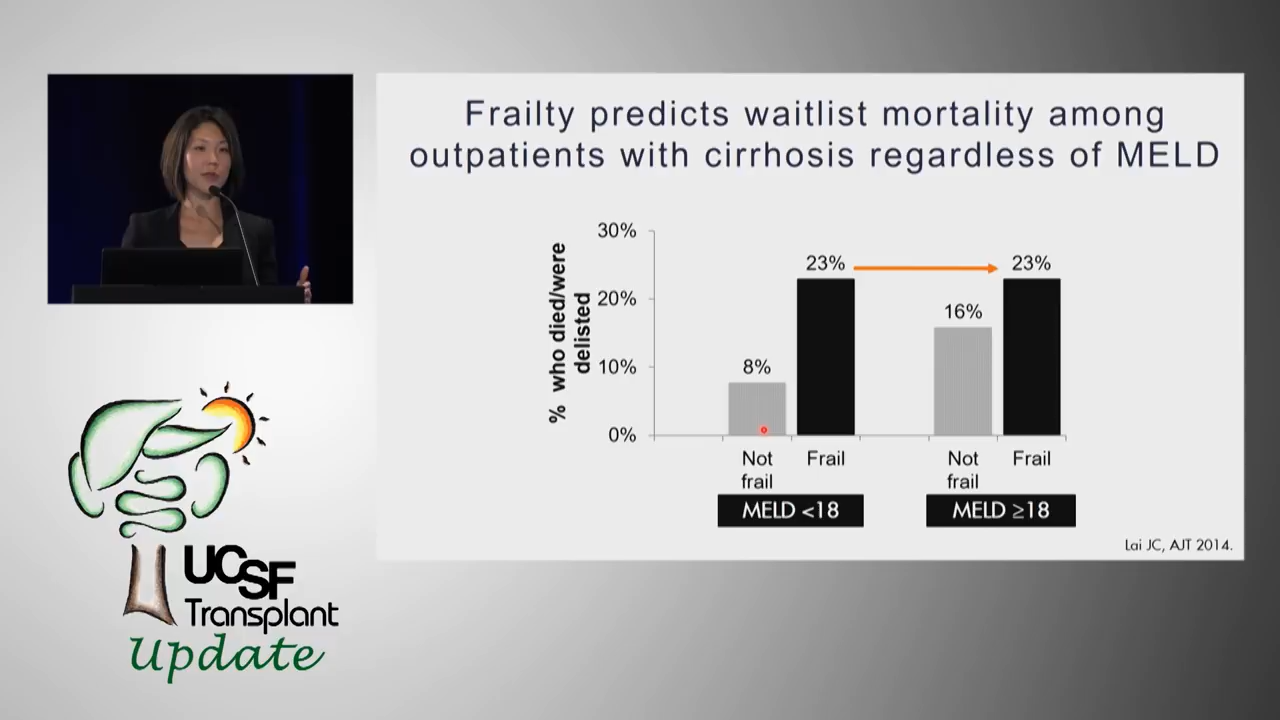 Frailty predicts waitlist mortality among
outpatients with cirrhosis regardless of MELD
% who died/were
delisted
30%
20%
10%
0%
8%
23%
16%
23%
Not
frail
Frail
Not
frail
Frail
MELD <18
MELD ≥18
Lai JC, AJT 2014.
UCSF
Transplant
Update